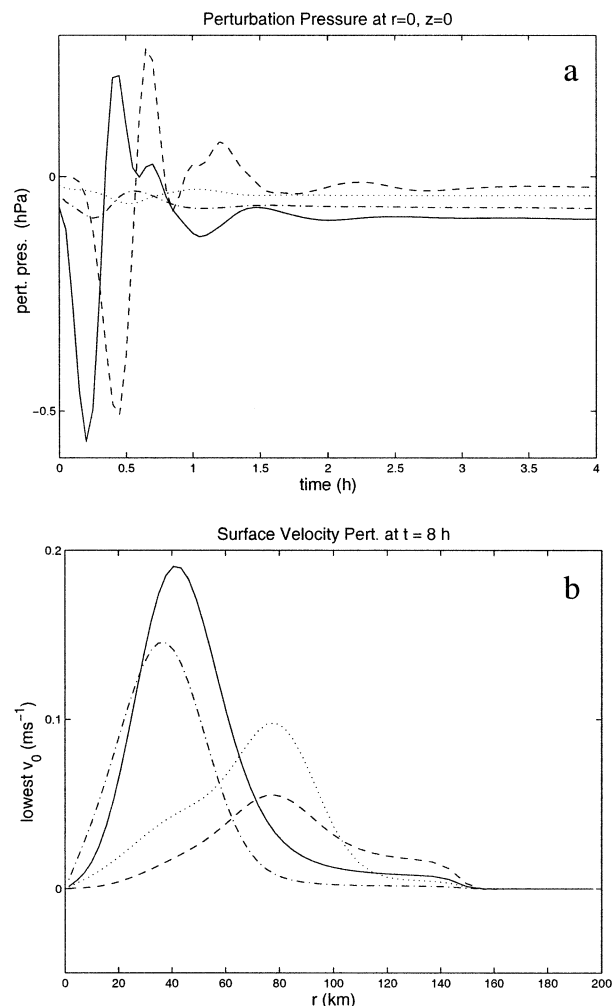 Perturbation Pressure at r=0, z=0
a
0
−0.5
pert. pres. (hPa)
0 0.5 1 1.5 2 2.5 3 3.5 4
time (h)
Surface Velocity Pert. at t = 8 h
0.2
b
0.1
0
lowest v₀ (ms⁻¹)
0 20 40 60 80 100 120 140 160 180 200
r (km)